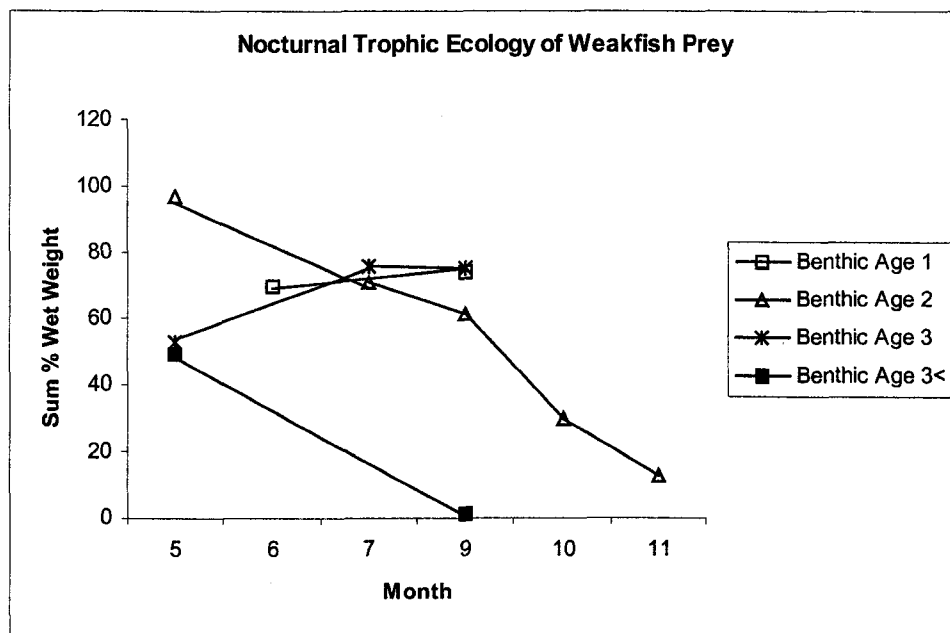 Nocturnal Trophic Ecology of Weakfish Prey
120
100
80
60
40
20
0
Sum % Wet Weight
5 6 7 9 10 11
Month
Benthic Age 1
Benthic Age 2
Benthic Age 3
Benthic Age 3<